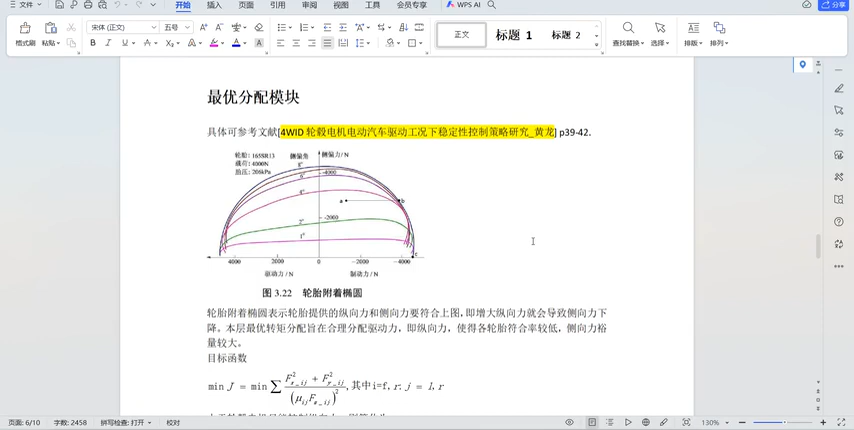 文件 开始 插入 页面 引用 审阅 视图 工具 会员专享 WPS AI 分享
格式刷 粘贴 宋体 (正文) 五号 正文 标题 1 标题 2 查找替换 选择 排版 排列
最优分配模块
具体可参考文献[4WID 轮毂电机电动汽车驱动工况下稳定性控制策略研究_黄龙] p39-42.
轮胎: 165SR13
载荷: 4000N
胎压: 206kPa
侧偏角 侧偏力 / N
8°
6°
-4000
4°
a b
2°
-2000
1°
c
4000 2000 0 -2000 -4000
驱动力 / N 制动力 / N
图 3.22 轮胎附着椭圆
轮胎附着椭圆表示轮胎提供的纵向力和侧向力要符合上图,即增大纵向力就会导致侧向力下
降。本层最优转矩分配旨在合理分配驱动力,即纵向力,使得各轮胎符合率较低,侧向力裕
量较大。
目标函数
min J = min ∑ (F²x_ij + F²y_ij) / (μij Fz_ij)², 其中 i=f, r; j = l, r
页面: 6/10 字数: 2458 拼写检查: 打开 校对 130%